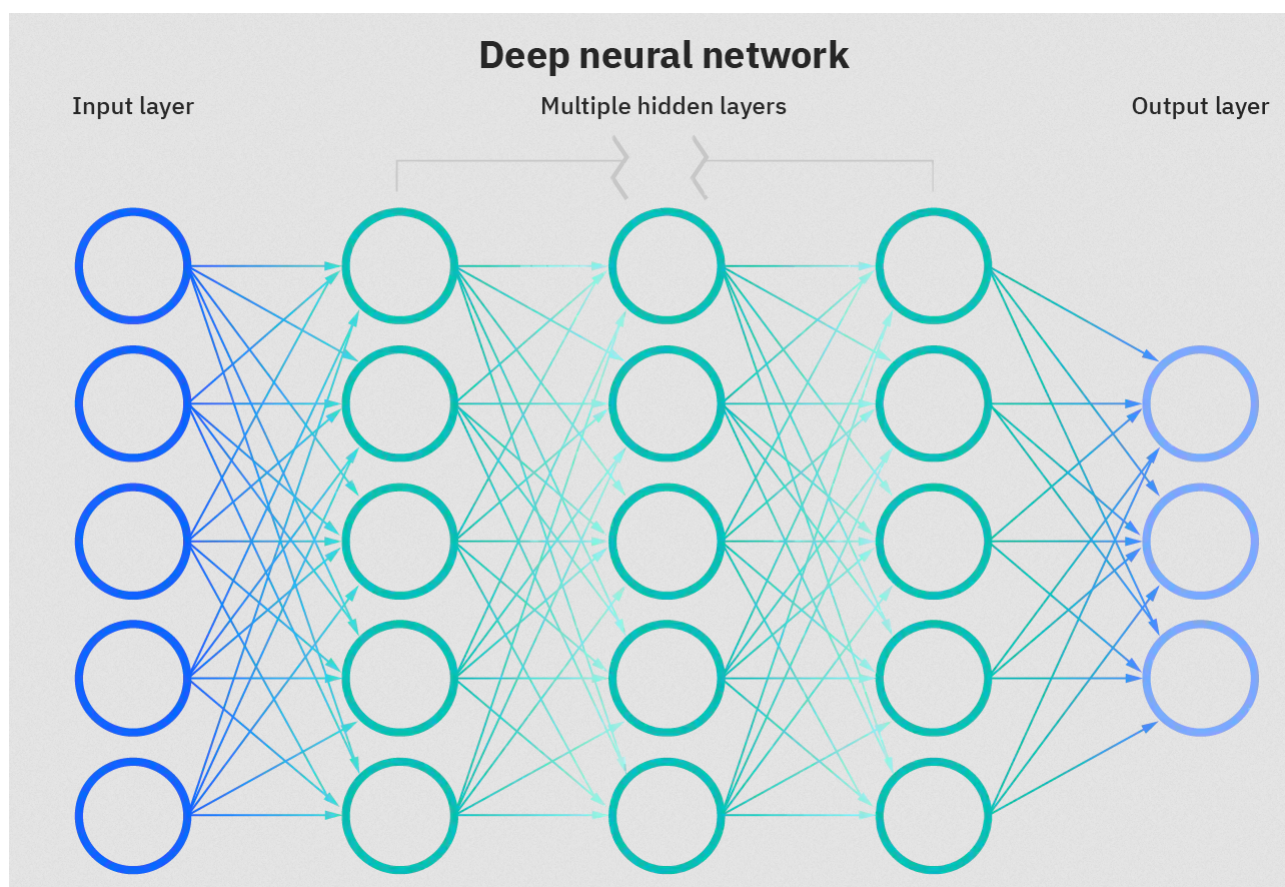 Deep neural network
Input layer
Multiple hidden layers
Output layer